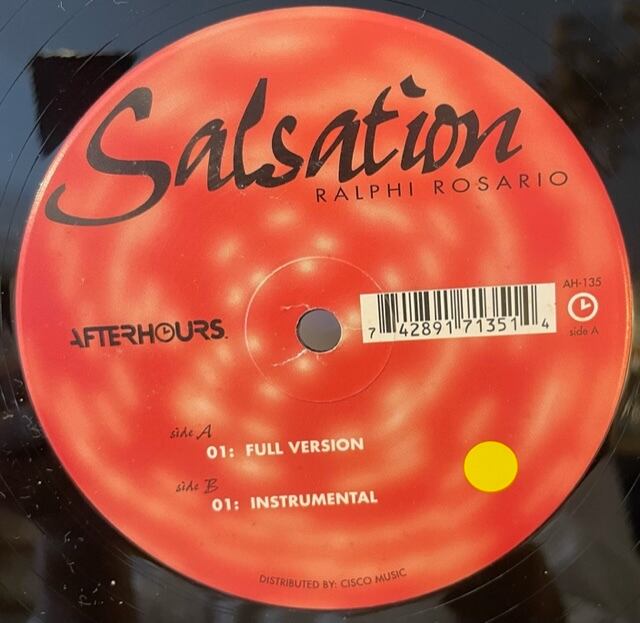 Salsation
RALPHI ROSARIO
AH-135
AFTERHOURS.
7 42891 71351 4
side A
side A
01: FULL VERSION
side B
01: INSTRUMENTAL
DISTRIBUTED BY: CISCO MUSIC